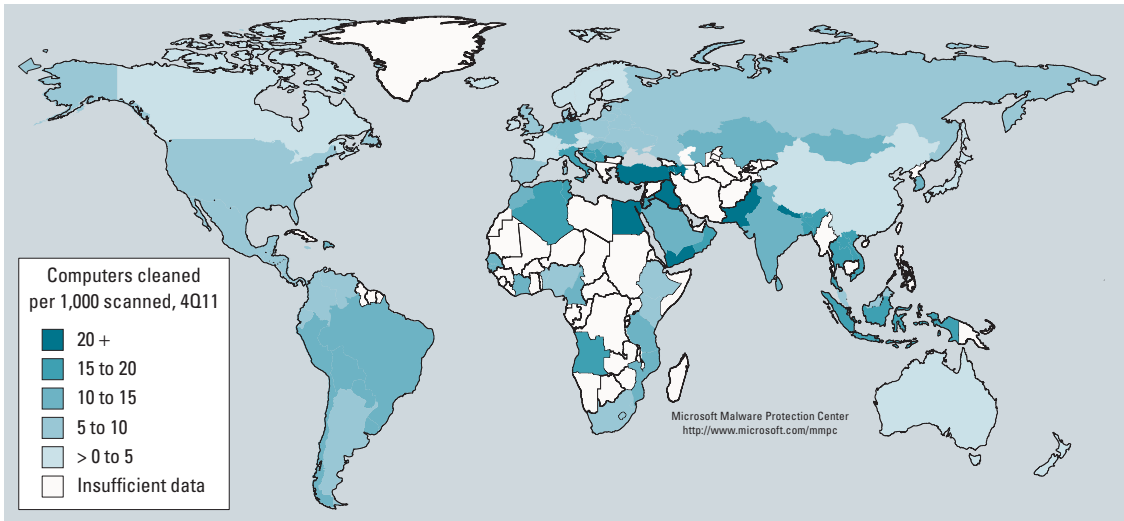 Computers cleaned
per 1,000 scanned, 4Q11
20 +
15 to 20
10 to 15
5 to 10
> 0 to 5
Insufficient data
Microsoft Malware Protection Center
http://www.microsoft.com/mmpc